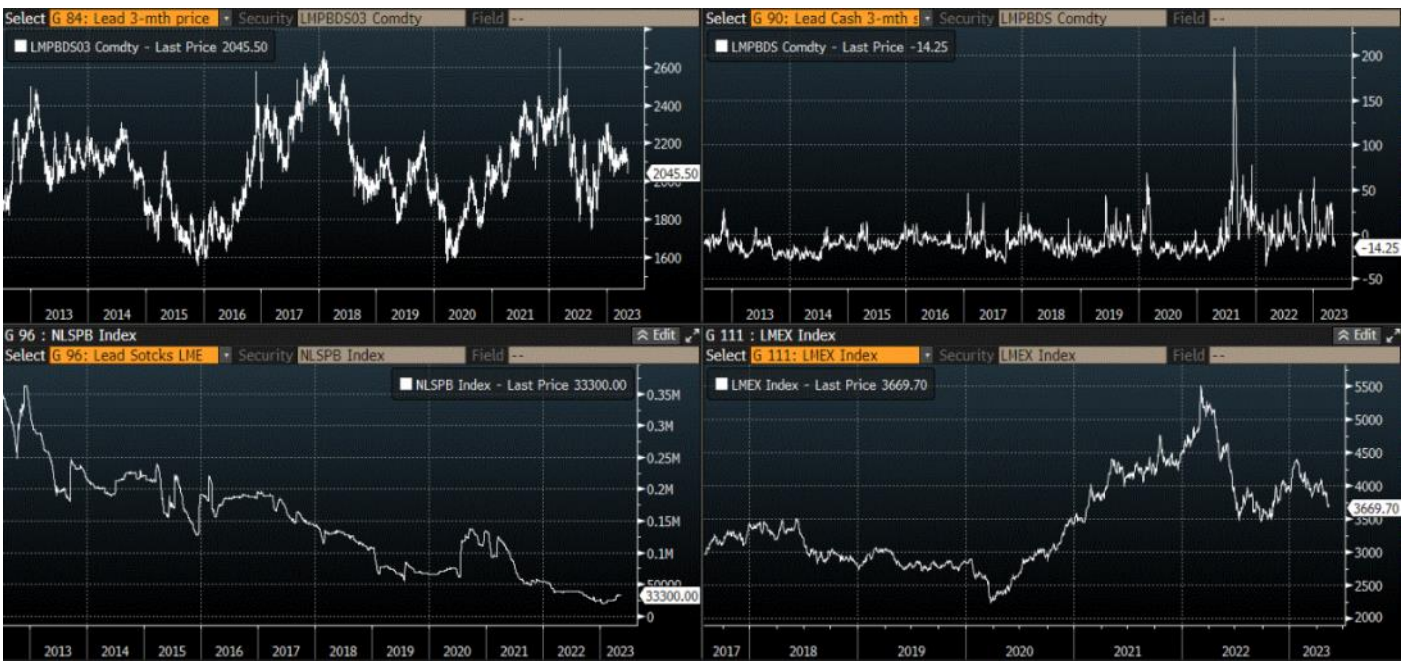 Select G 84: Lead 3-mth price Security LMPBDS03 Comdty Field --
LMPBDS03 Comdty - Last Price 2045.50
2600
2400
2200
2045.50
2000
1800
1600
2013 2014 2015 2016 2017 2018 2019 2020 2021 2022 2023
Select G 90: Lead Cash 3-mth s Security LMPBDS Comdty Field --
LMPBDS Comdty - Last Price -14.25
200
150
100
50
0
-14.25
-50
2013 2014 2015 2016 2017 2018 2019 2020 2021 2022 2023
G 96 : NLSPB Index Edit
Select G 96: Lead Sotcks LME Security NLSPB Index Field --
NLSPB Index - Last Price 33300.00
0.35M
0.3M
0.25M
0.2M
0.15M
0.1M
50000
33300.00
0
2013 2014 2015 2016 2017 2018 2019 2020 2021 2022 2023
G 111 : LMEX Index Edit
Select G 111: LMEX Index Security LMEX Index Field --
LMEX Index - Last Price 3669.70
5500
5000
4500
4000
3669.70
3500
3000
2500
2000
2017 2018 2019 2020 2021 2022 2023